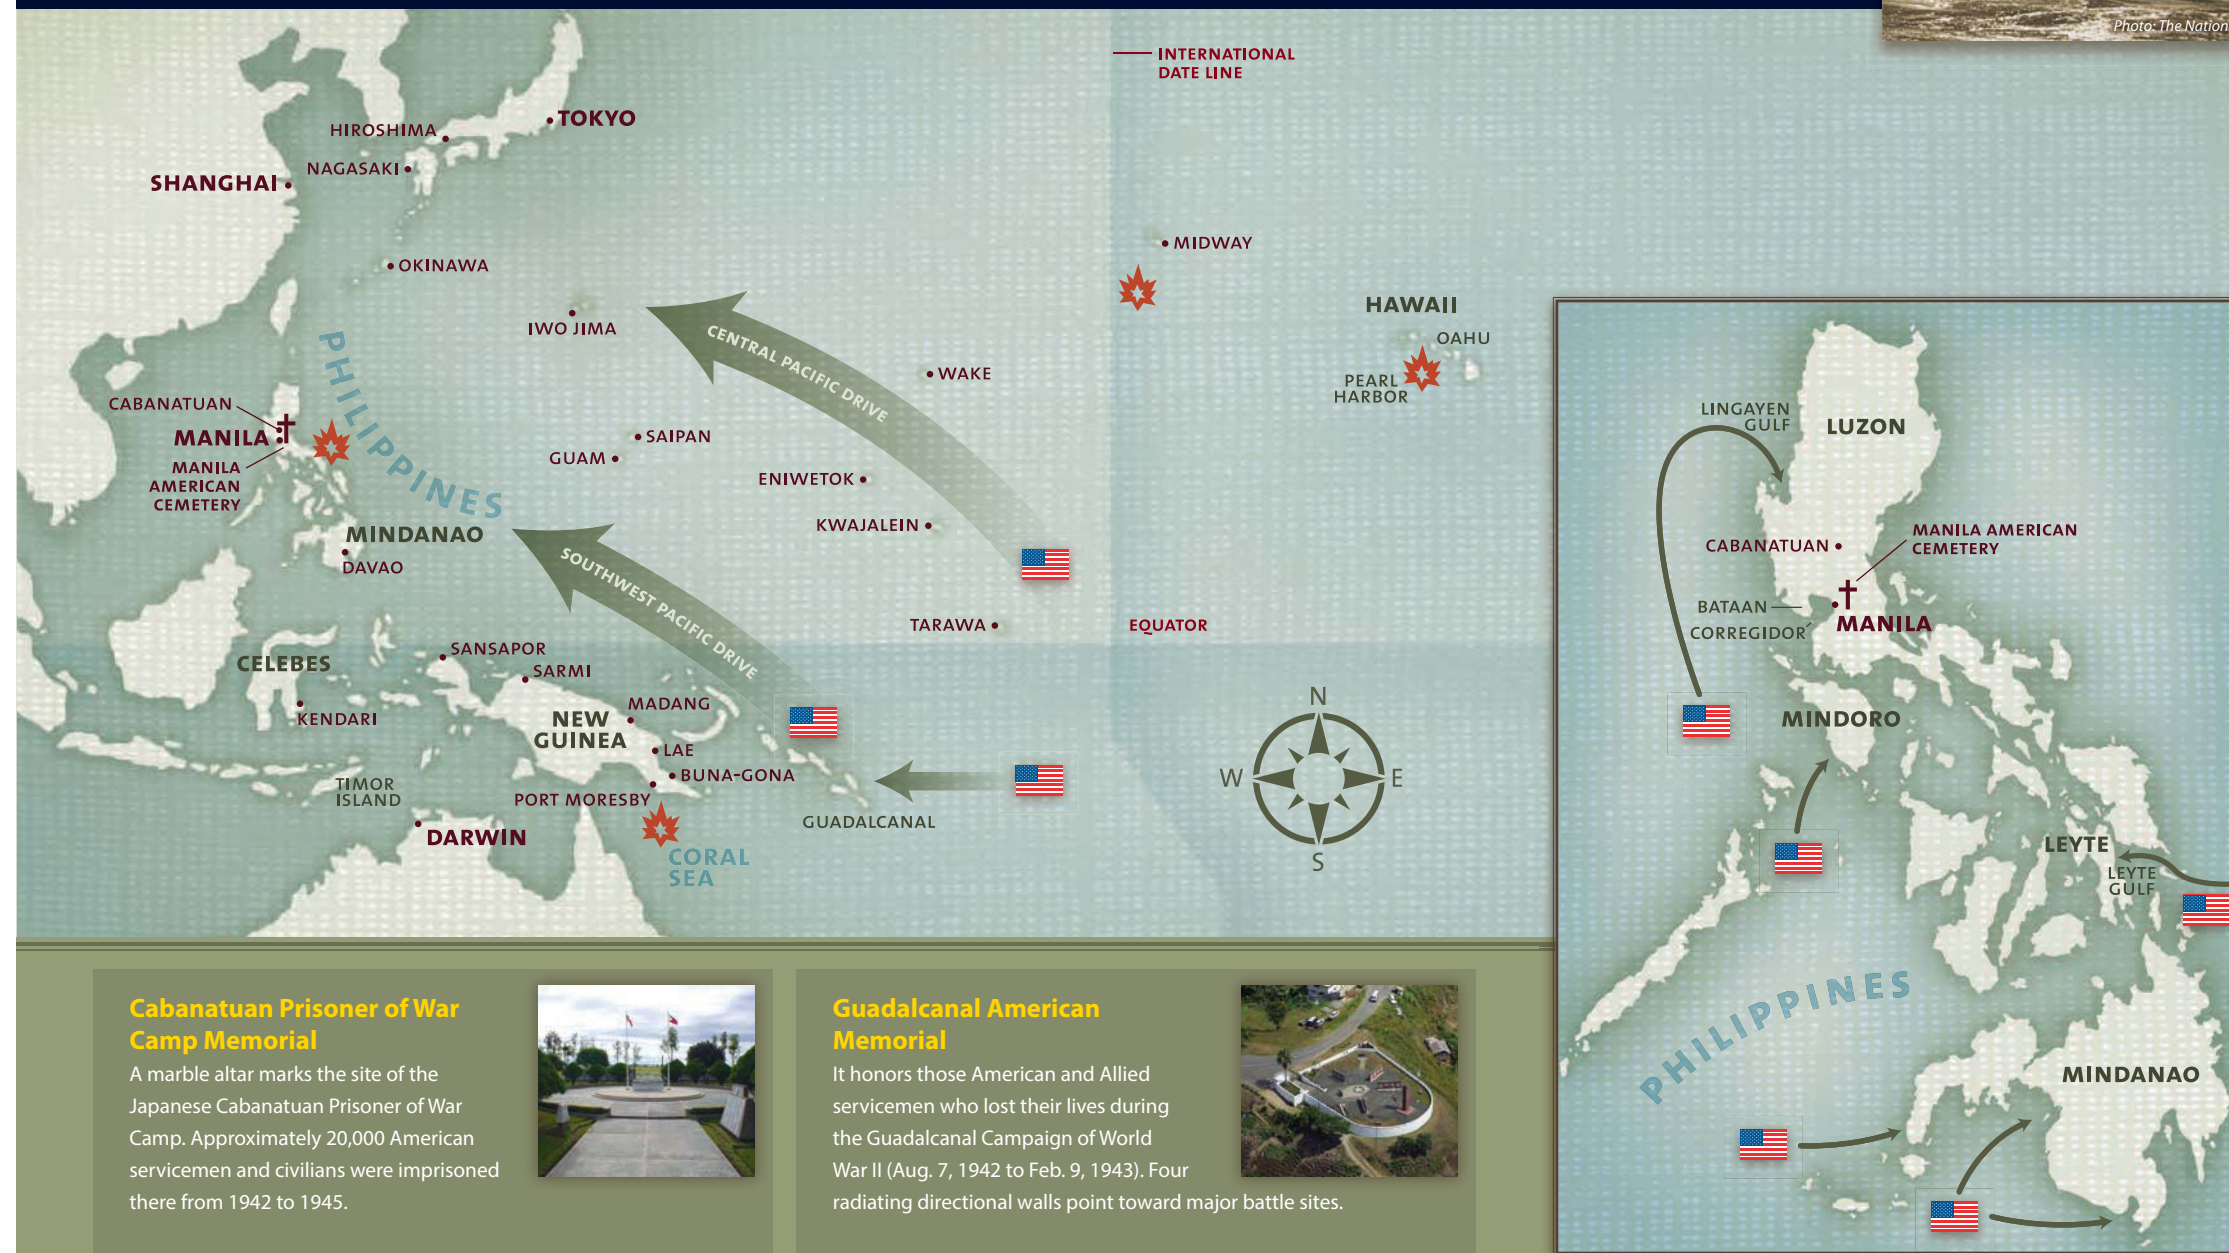 Photo: The Nation
INTERNATIONAL
DATE LINE
TOKYO
HIROSHIMA
NAGASAKI
SHANGHAI
MIDWAY
OKINAWA
HAWAII
OAHU
PEARL
HARBOR
IWO JIMA
CENTRAL PACIFIC DRIVE
WAKE
PHILIPPINES
CABANATUAN
MANILA
MANILA
AMERICAN
CEMETERY
SAIPAN
GUAM
ENIWETOK
KWAJALEIN
MINDANAO
DAVAO
SOUTHWEST PACIFIC DRIVE
TARAWA
EQUATOR
SANSAPOR
CELEBES
SARMI
KENDARI
MADANG
NEW
GUINEA
LAE
BUNA-GONA
TIMOR
ISLAND
PORT MORESBY
GUADALCANAL
DARWIN
CORAL
SEA
N
W
E
S
LINGAYEN
GULF
LUZON
MANILA AMERICAN
CEMETERY
CABANATUAN
BATAAN
CORREGIDOR
MANILA
MINDORO
LEYTE
LEYTE
GULF
PHILIPPINES
MINDANAO
Cabanatuan Prisoner of War
Camp Memorial
A marble altar marks the site of the
Japanese Cabanatuan Prisoner of War
Camp. Approximately 20,000 American
servicemen and civilians were imprisoned
there from 1942 to 1945.
Guadalcanal American
Memorial
It honors those American and Allied
servicemen who lost their lives during
the Guadalcanal Campaign of World
War II (Aug. 7, 1942 to Feb. 9, 1943). Four
radiating directional walls point toward major battle sites.